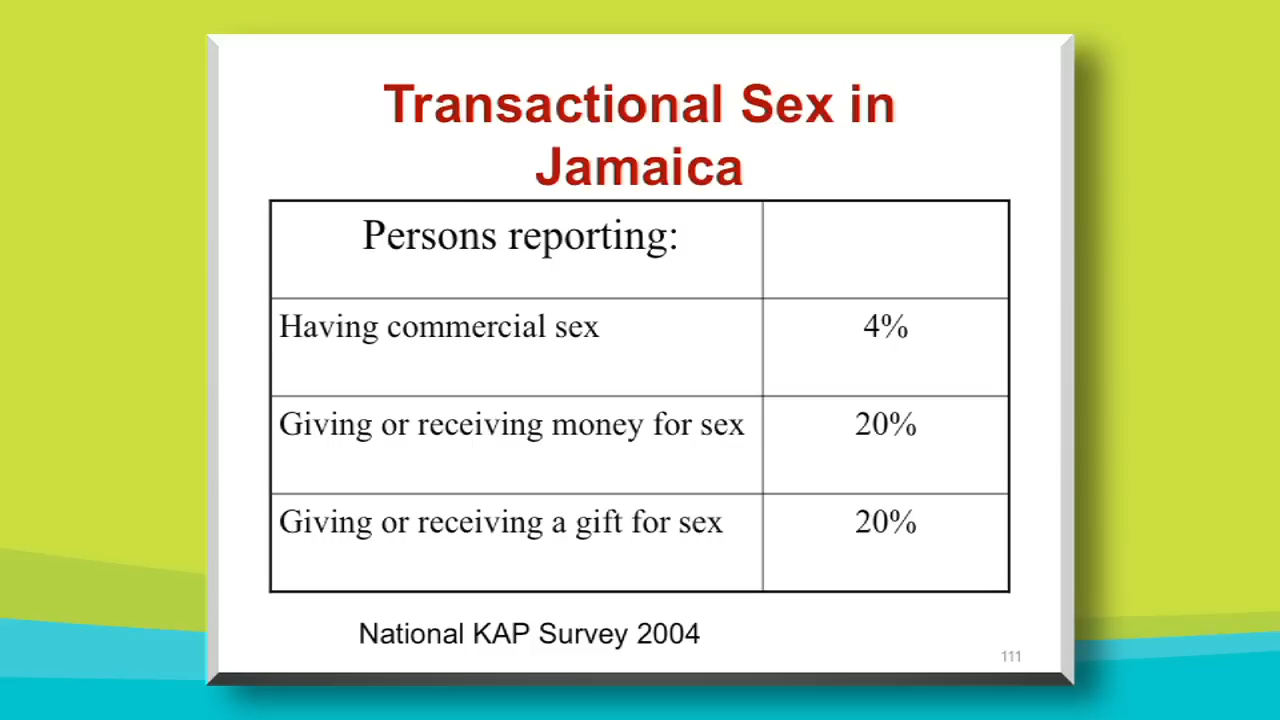 Transactional Sex in
Jamaica
Persons reporting:
Having commercial sex 4%
Giving or receiving money for sex 20%
Giving or receiving a gift for sex 20%
National KAP Survey 2004
111